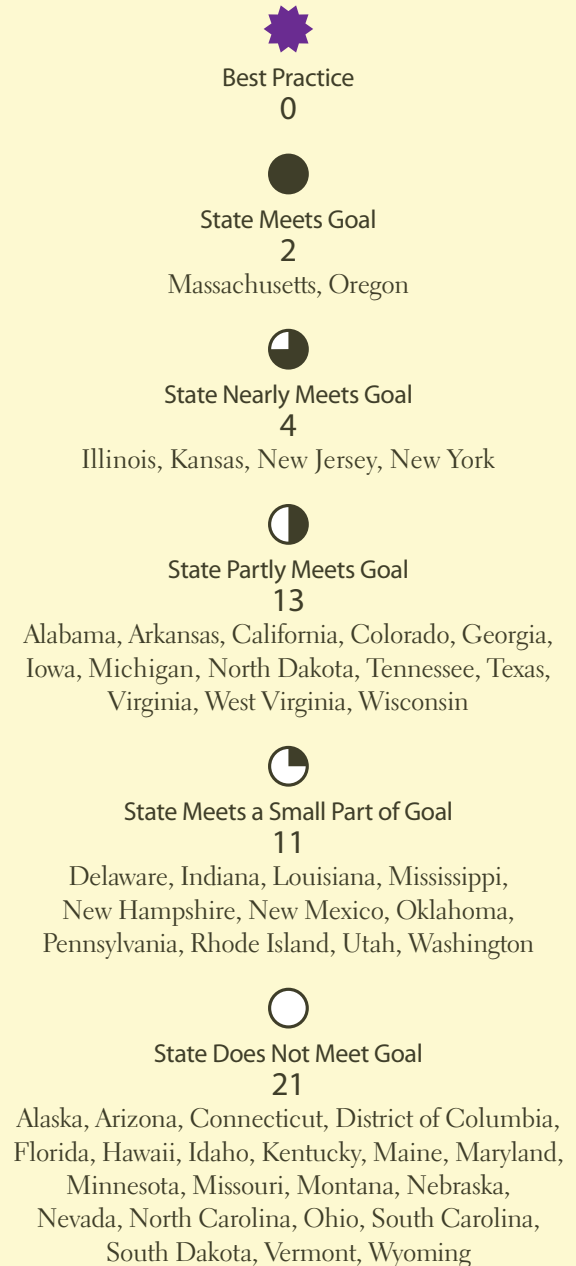 Best Practice
0
State Meets Goal
2
Massachusetts, Oregon
State Nearly Meets Goal
4
Illinois, Kansas, New Jersey, New York
State Partly Meets Goal
13
Alabama, Arkansas, California, Colorado, Georgia,
Iowa, Michigan, North Dakota, Tennessee, Texas,
Virginia, West Virginia, Wisconsin
State Meets a Small Part of Goal
11
Delaware, Indiana, Louisiana, Mississippi,
New Hampshire, New Mexico, Oklahoma,
Pennsylvania, Rhode Island, Utah, Washington
State Does Not Meet Goal
21
Alaska, Arizona, Connecticut, District of Columbia,
Florida, Hawaii, Idaho, Kentucky, Maine, Maryland,
Minnesota, Missouri, Montana, Nebraska,
Nevada, North Carolina, Ohio, South Carolina,
South Dakota, Vermont, Wyoming